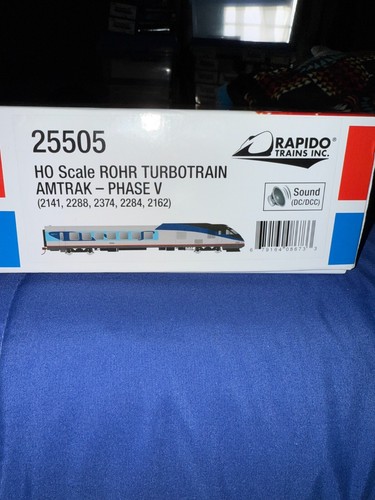 25505
HO Scale ROHR TURBOTRAIN
AMTRAK – PHASE V
(2141, 2288, 2374, 2284, 2162)
RAPIDO
TRAINS INC.
Sound
(DC/DCC)